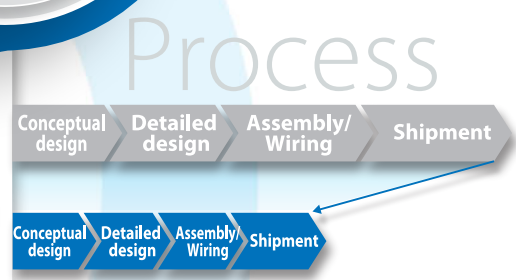 Process
Conceptual
design
Detailed
design
Assembly/
Wiring
Shipment
Conceptual
design
Detailed
design
Assembly/
Wiring
Shipment